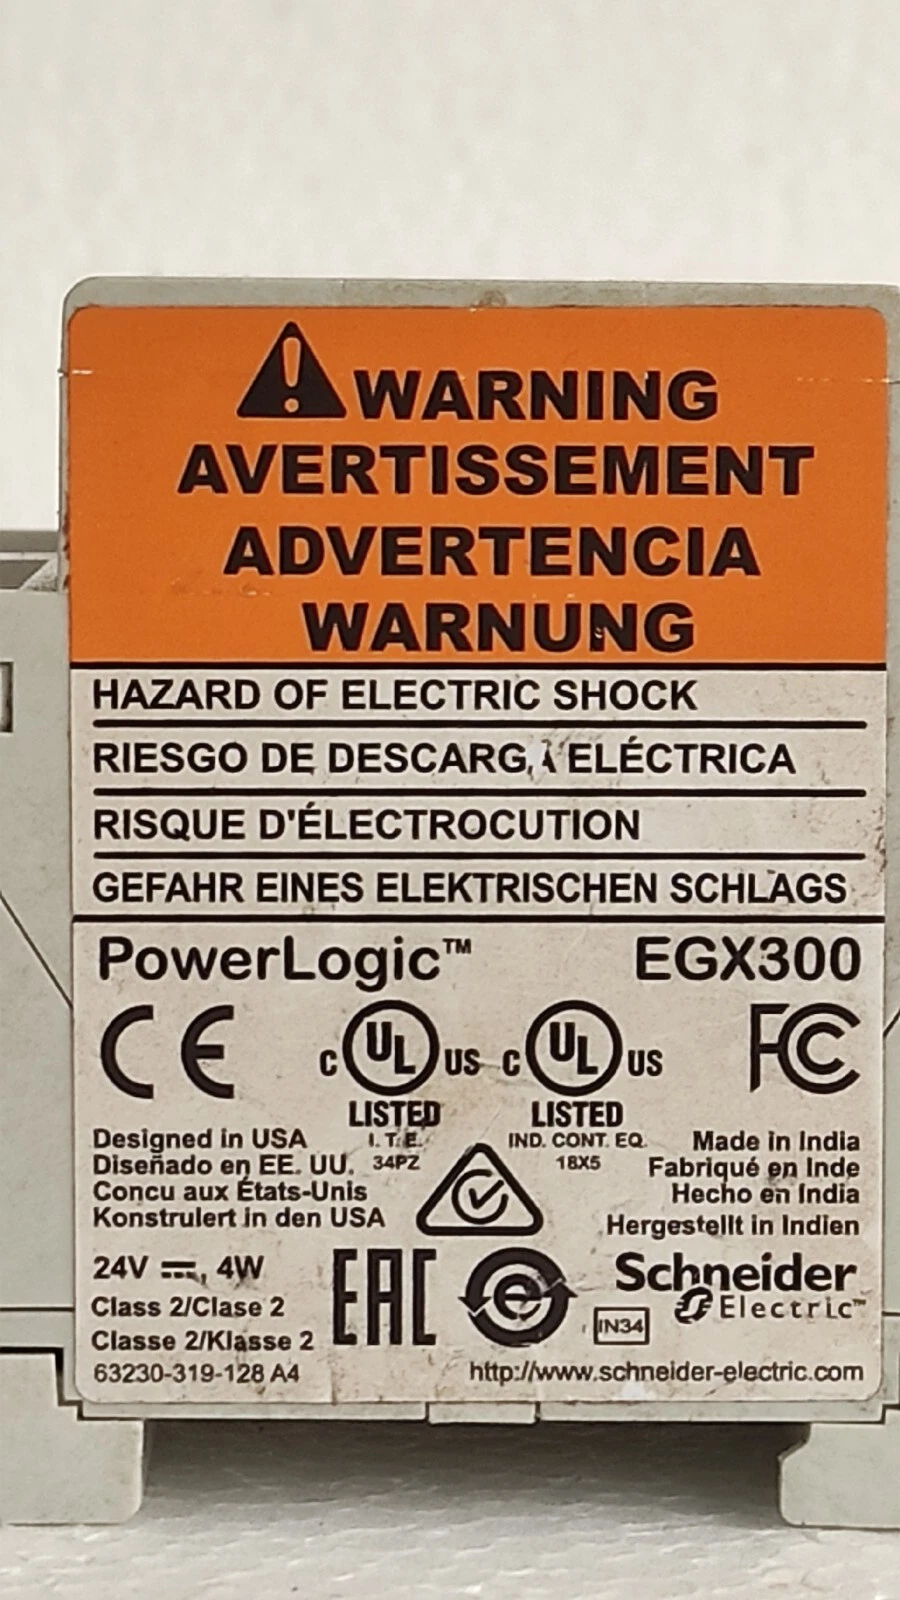 WARNING
AVERTISSEMENT
ADVERTENCIA
WARNUNG
HAZARD OF ELECTRIC SHOCK
RIESGO DE DESCARGA ELÉCTRICA
RISQUE D'ÉLECTROCUTION
GEFAHR EINES ELEKTRISCHEN SCHLAGS
PowerLogic™ EGX300
CE C UL US C UL US FC
LISTED LISTED
I.T.E. IND. CONT. EQ.
34PZ 18X5
Designed in USA
Diseñado en EE. UU.
Concu aux États-Unis
Konstruiert in den USA
Made in India
Fabriqué en Inde
Hecho en India
Hergestellt in Indien
24V ⎓, 4W
Class 2/Clase 2
Classe 2/Klasse 2
63230-319-128 A4
EAC
e
IN34
Schneider
Electric™
http://www.schneider-electric.com